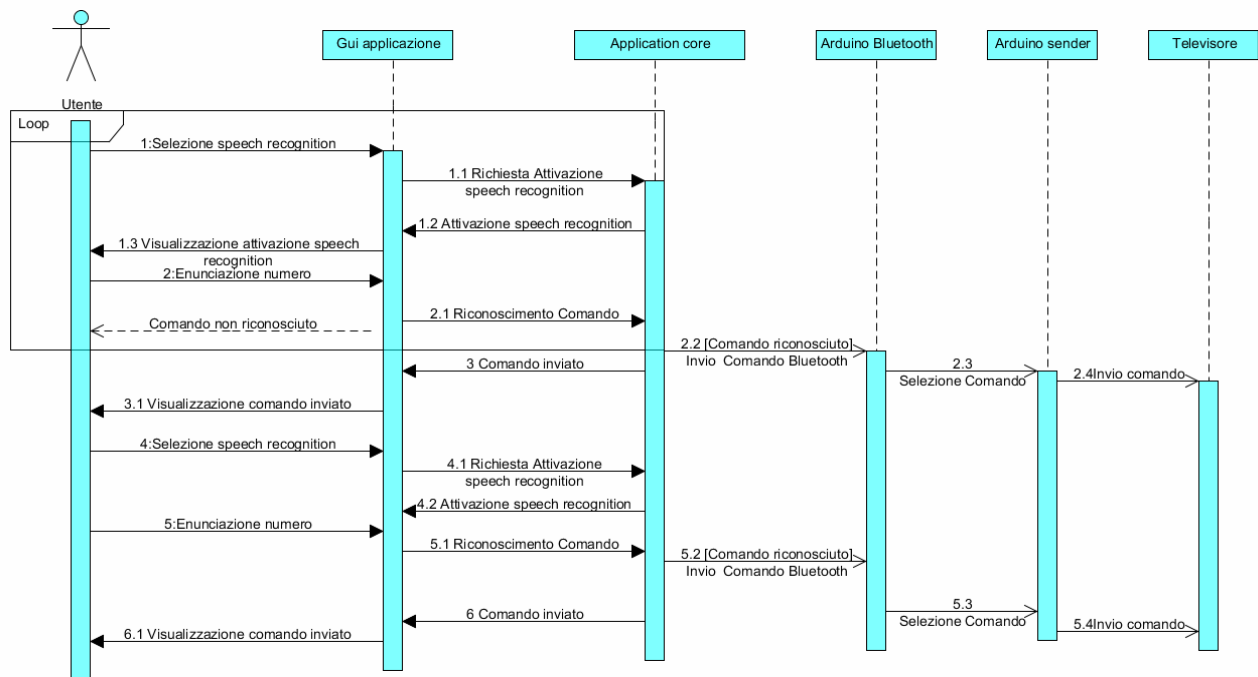 Gui applicazione
Application core
Arduino Bluetooth
Arduino sender
Televisore
Utente
Loop
1:Selezione speech recognition
1.1 Richiesta Attivazione
speech recognition
1.2 Attivazione speech recognition
1.3 Visualizzazione attivazione speech
recognition
2:Enunciazione numero
2.1 Riconoscimento Comando
Comando non riconosciuto
2.2 [Comando riconosciuto]
Invio Comando Bluetooth
2.3
Selezione Comando
2.4Invio comando
3 Comando inviato
3.1 Visualizzazione comando inviato
4:Selezione speech recognition
4.1 Richiesta Attivazione
speech recognition
4.2 Attivazione speech recognition
5:Enunciazione numero
5.1 Riconoscimento Comando
5.2 [Comando riconosciuto]
Invio Comando Bluetooth
5.3
Selezione Comando
5.4Invio comando
6 Comando inviato
6.1 Visualizzazione comando inviato